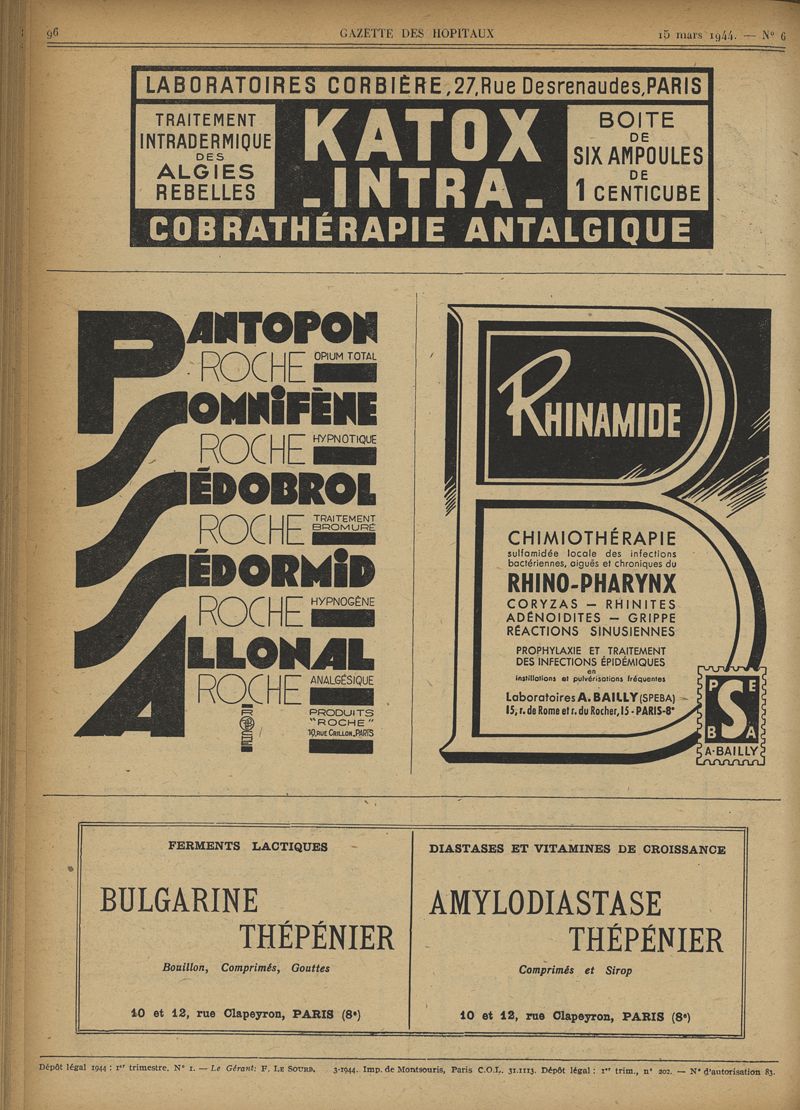 96
GAZETTE DES HOPITAUX
15 mars 1944. — N° 6
LABORATOIRES CORBIÈRE, 27, Rue Desrenaudes, PARIS
TRAITEMENT
INTRADERMIQUE
DES
ALGIES
REBELLES
KATOX
-INTRA-
BOITE
DE
SIX AMPOULES
DE
1 CENTICUBE
COBRATHÉRAPIE ANTALGIQUE
PANTOPON
ROCHE OPIUM TOTAL
SOMNIFÈNE
ROCHE HYPNOTIQUE
SÉDOBROL
ROCHE TRAITEMENT
BROMURÉ
SÉDORMID
ROCHE HYPNOGÈNE
ALLONAL
ROCHE ANALGÉSIQUE
PRODUITS
"ROCHE"
10, RUE CRILLON_PARIS
RHINAMIDE
CHIMIOTHÉRAPIE
sulfamidée locale des infections
bactériennes, aiguës et chroniques du
RHINO-PHARYNX
CORYZAS — RHINITES
ADÉNOIDITES — GRIPPE
RÉACTIONS SINUSIENNES
PROPHYLAXIE ET TRAITEMENT
DES INFECTIONS ÉPIDÉMIQUES
en
instillations et pulvérisations fréquentes
Laboratoires A. BAILLY (SPEBA)
15, r. de Rome et r. du Rocher, 15 - PARIS-8e
P E
S
B A
A·BAILLY
FERMENTS LACTIQUES
BULGARINE
THÉPÉNIER
Bouillon, Comprimés, Gouttes
10 et 12, rue Clapeyron, PARIS (8e)
DIASTASES ET VITAMINES DE CROISSANCE
AMYLODIASTASE
THÉPÉNIER
Comprimés et Sirop
10 et 12, rue Clapeyron, PARIS (8e)
Dépôt légal 1944 : 1er trimestre. N° 1. — Le Gérant: F. LE SOURD. 3-1944. Imp. de Montsouris, Paris C.O.L. 31.1113. Dépôt légal : 1er trim., n° 202. — N° d'autorisation 83.